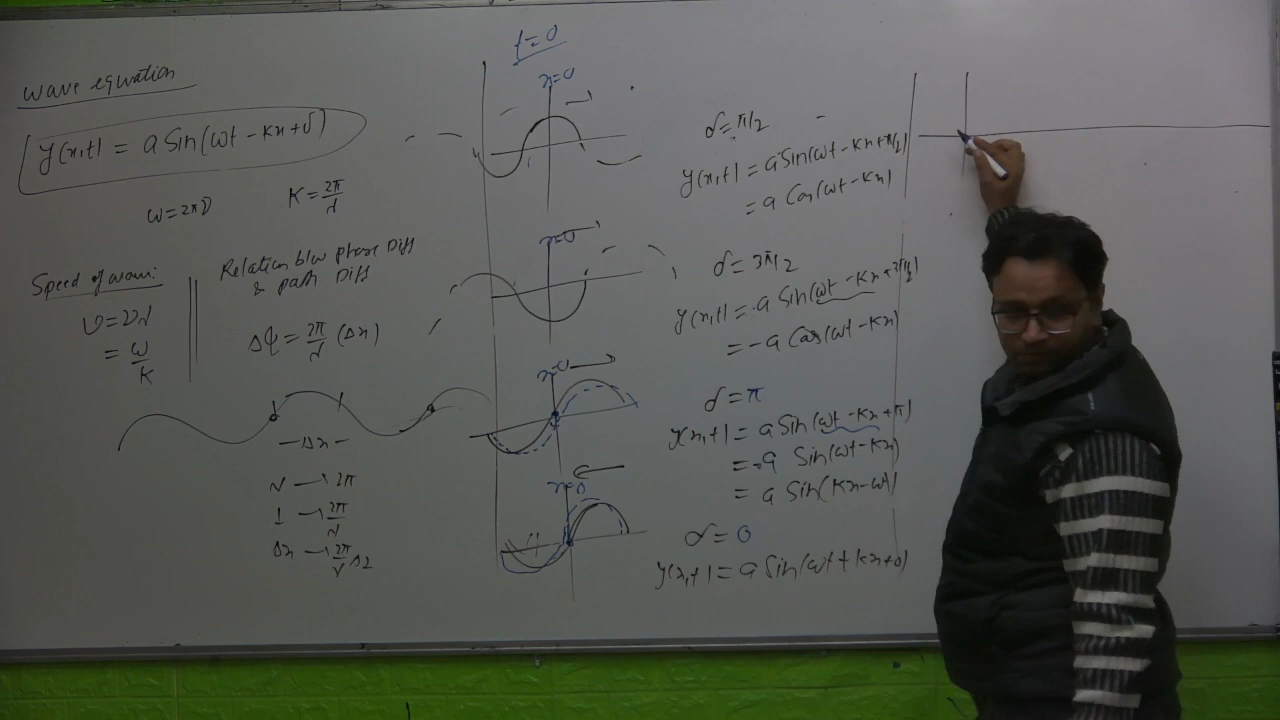 wave equation
y(x,t) = a Sin(ωt - kx + δ)
ω = 2πν
K = 2π/λ
Speed of wave:
v = νλ
= ω/K
Relation b/w phase Diff
& path Diff
Δφ = 2π/λ (Δx)
-Δx-
λ → 2π
1 → 2π/λ
Δx → 2π/λ Δx
t=0
x=0
x=0
x=0
x=0
δ = π/2
y(x,t) = a Sin(ωt - kx + π/2)
= a Cos(ωt - kx)
δ = 3π/2
y(x,t) = a Sin(ωt - kx + 3π/2)
= -a Cos(ωt - kx)
δ = π
y(x,t) = a Sin(ωt - kx + π)
= -a Sin(ωt - kx)
= a Sin(kx - ωt)
δ = 0
y(x,t) = a Sin(ωt + kx + 0)